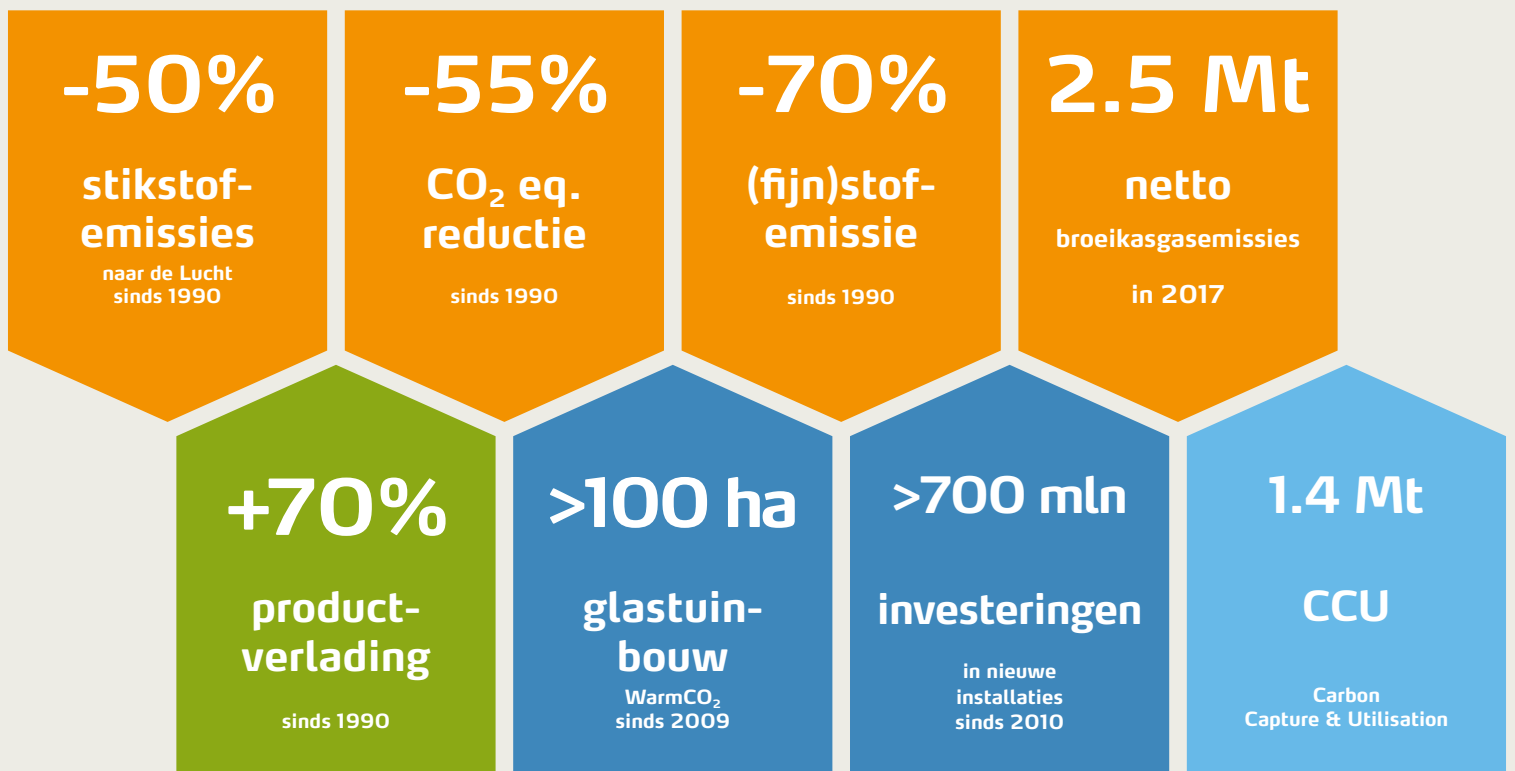 -50%
stikstof-
emissies
naar de Lucht
sinds 1990
-55%
CO₂ eq.
reductie
sinds 1990
-70%
(fijn)stof-
emissie
sinds 1990
2.5 Mt
netto
broeikasgasemissies
in 2017
+70%
product-
verlading
sinds 1990
>100 ha
glastuin-
bouw
WarmCO₂
sinds 2009
>700 mln
investeringen
in nieuwe
installaties
sinds 2010
1.4 Mt
CCU
Carbon
Capture & Utilisation